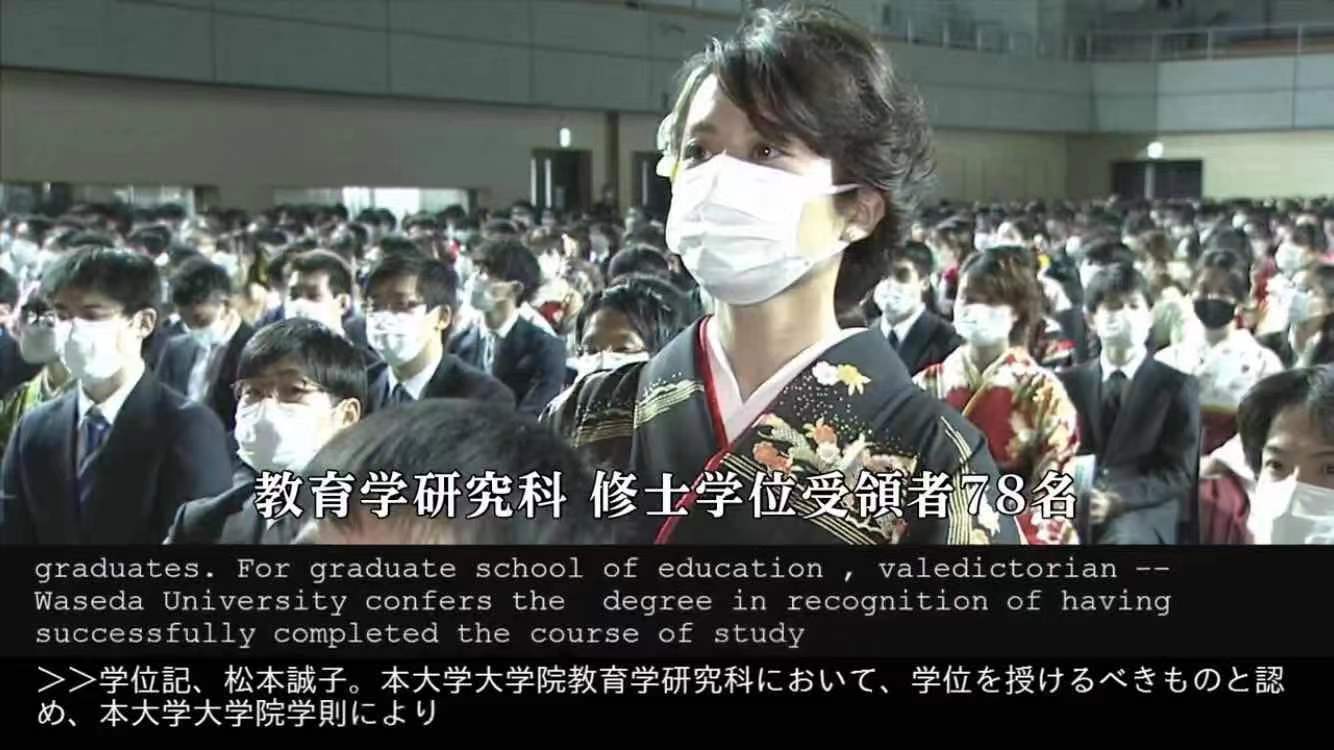 教育学研究科 修士学位受領者78名
graduates. For graduate school of education , valedictorian --
Waseda University confers the  degree in recognition of having
successfully completed the course of study
>>学位記、松本誠子。本大学大学院教育学研究科において、学位を授けるべきものと認
め、本大学大学院学則により